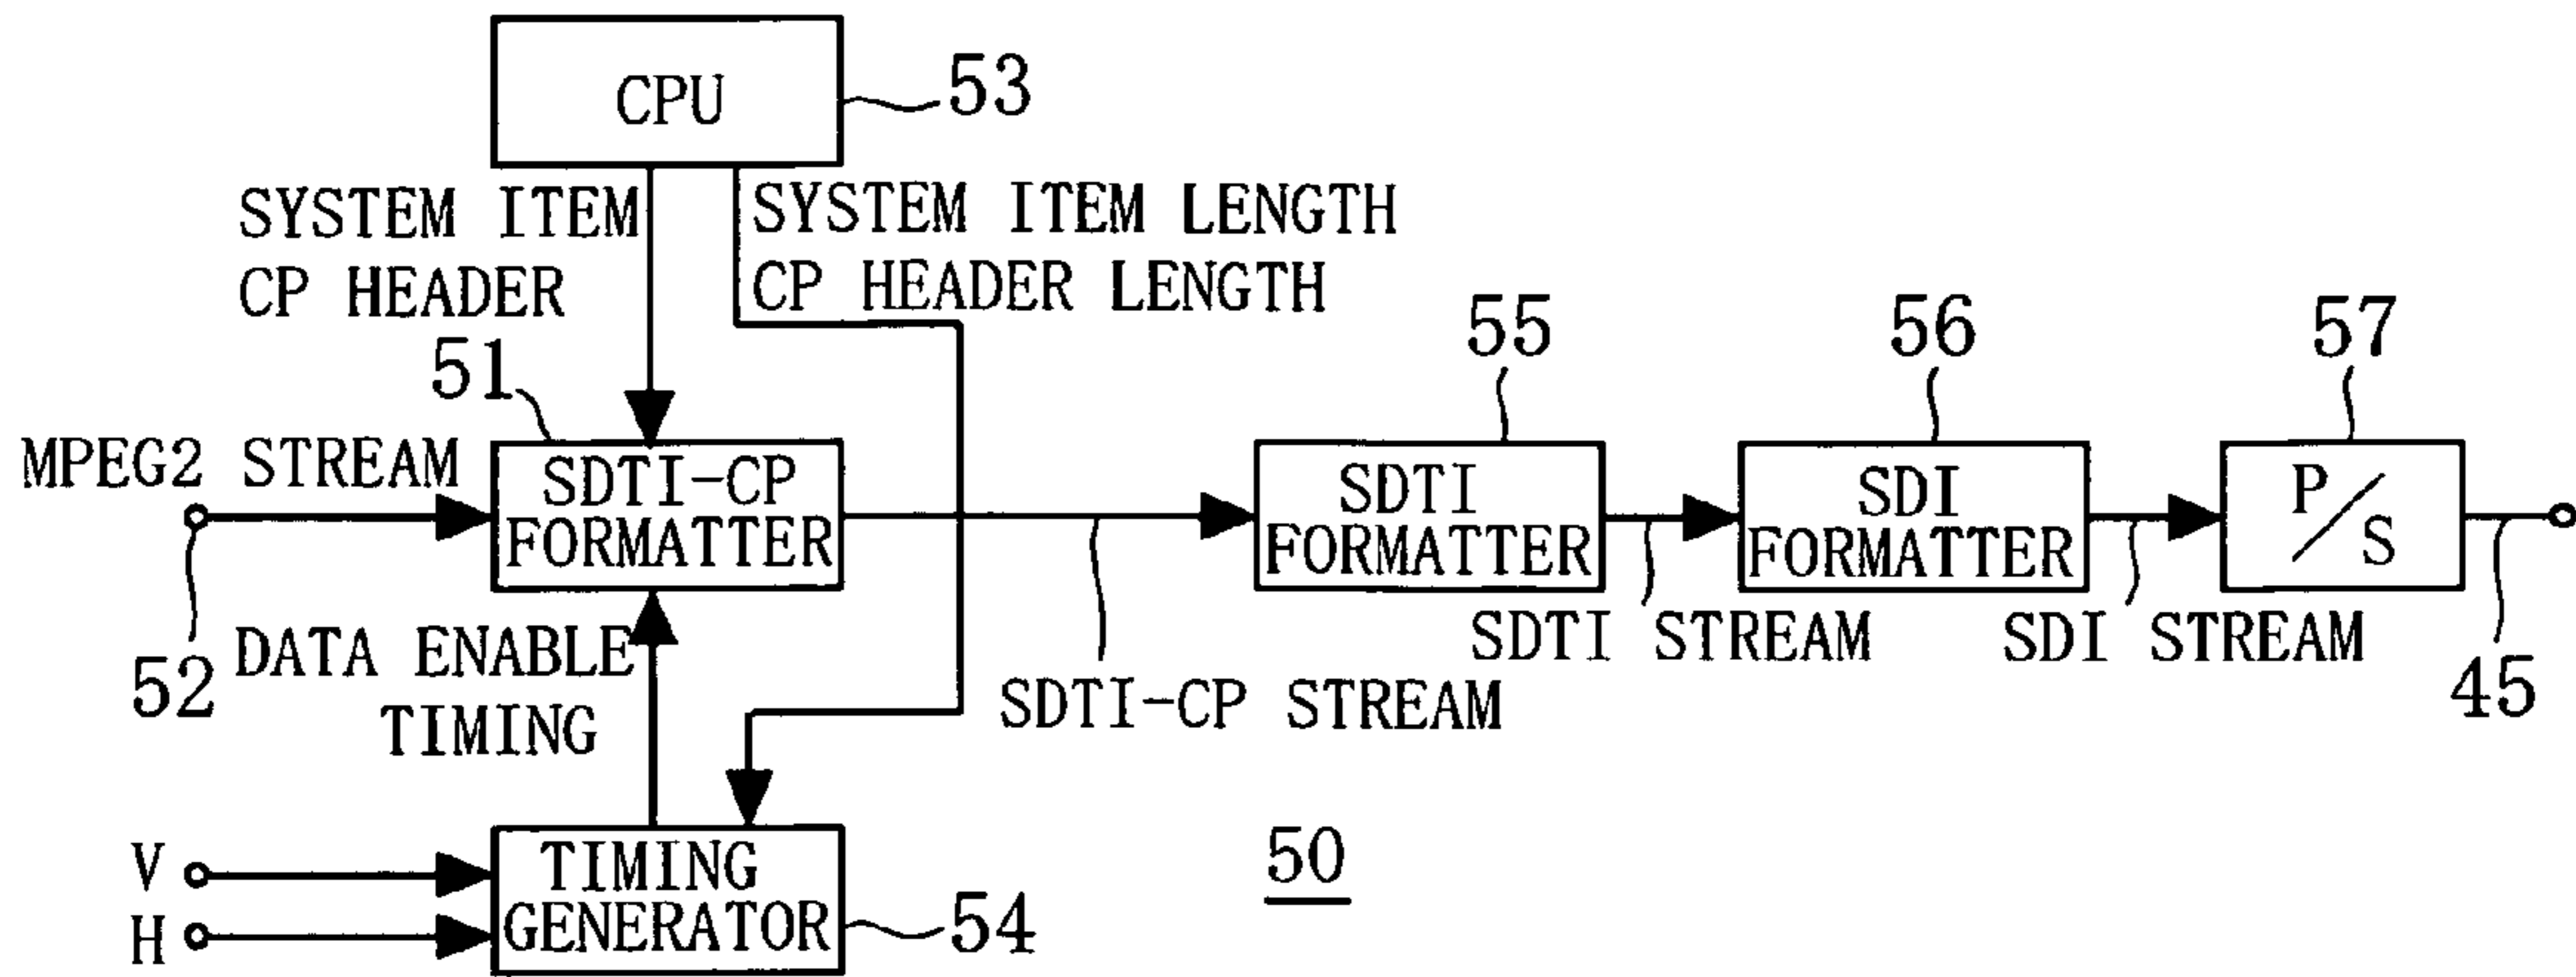 CPU
53
SYSTEM ITEM
CP HEADER
SYSTEM ITEM LENGTH
CP HEADER LENGTH
51
55
56
57
MPEG2 STREAM
SDTI-CP
FORMATTER
SDTI
FORMATTER
SDI
FORMATTER
P/S
52
DATA ENABLE
TIMING
SDTI-CP STREAM
SDTI STREAM
SDI STREAM
45
V
H
TIMING
GENERATOR
54
50